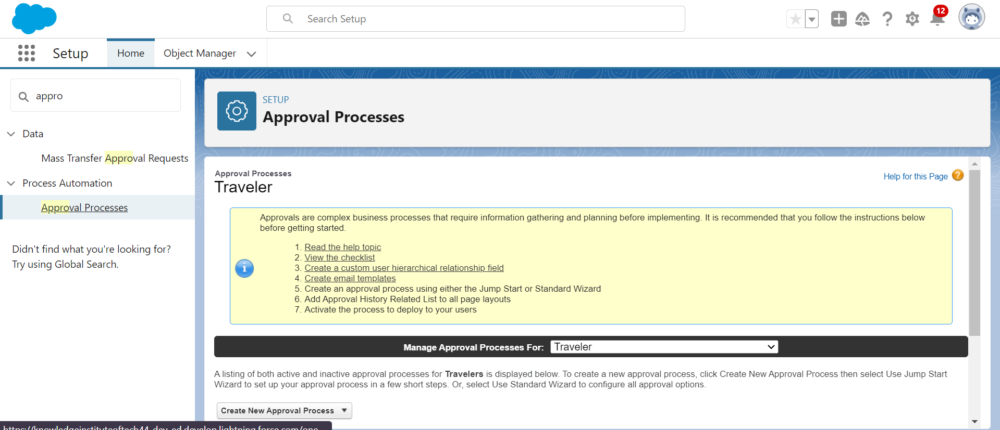 Search Setup
12
Setup
Home
Object Manager
appro
Data
Mass Transfer Approval Requests
Process Automation
Approval Processes
Didn't find what you're looking for?
Try using Global Search.
SETUP
Approval Processes
Approval Processes
Traveler
Help for this Page
Approvals are complex business processes that require information gathering and planning before implementing. It is recommended that you follow the instructions below
before getting started.
1. Read the help topic
2. View the checklist
3. Create a custom user hierarchical relationship field
4. Create email templates
5. Create an approval process using either the Jump Start or Standard Wizard
6. Add Approval History Related List to all page layouts
7. Activate the process to deploy to your users
Manage Approval Processes For: Traveler
A listing of both active and inactive approval processes for Travelers is displayed below. To create a new approval process, click Create New Approval Process then select Use Jump Start
Wizard to set up your approval process in a few short steps. Or, select Use Standard Wizard to configure all approval options.
Create New Approval Process